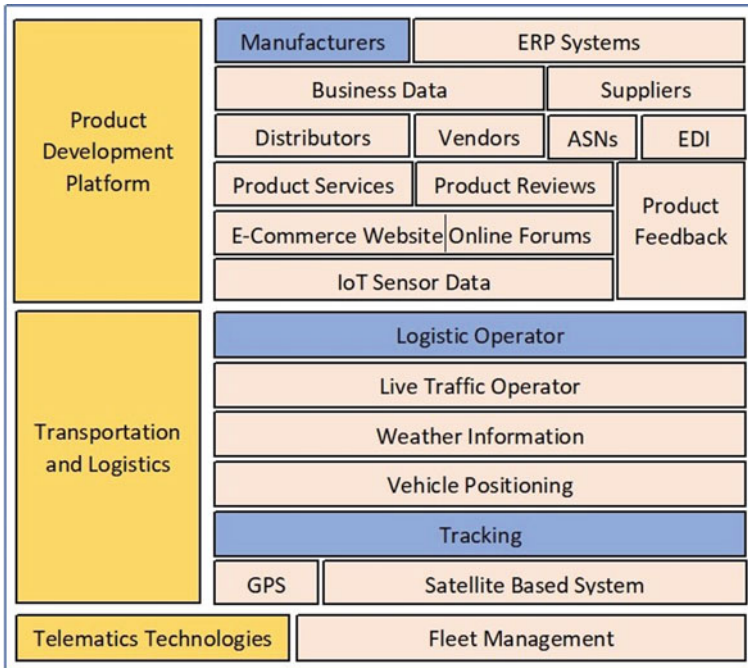 Product
Development
Platform
Manufacturers
ERP Systems
Business Data
Suppliers
Distributors
Vendors
ASNs
EDI
Product Services
Product Reviews
Product
Feedback
E-Commerce Website
Online Forums
IoT Sensor Data
Transportation
and Logistics
Logistic Operator
Live Traffic Operator
Weather Information
Vehicle Positioning
Tracking
GPS
Satellite Based System
Telematics Technologies
Fleet Management